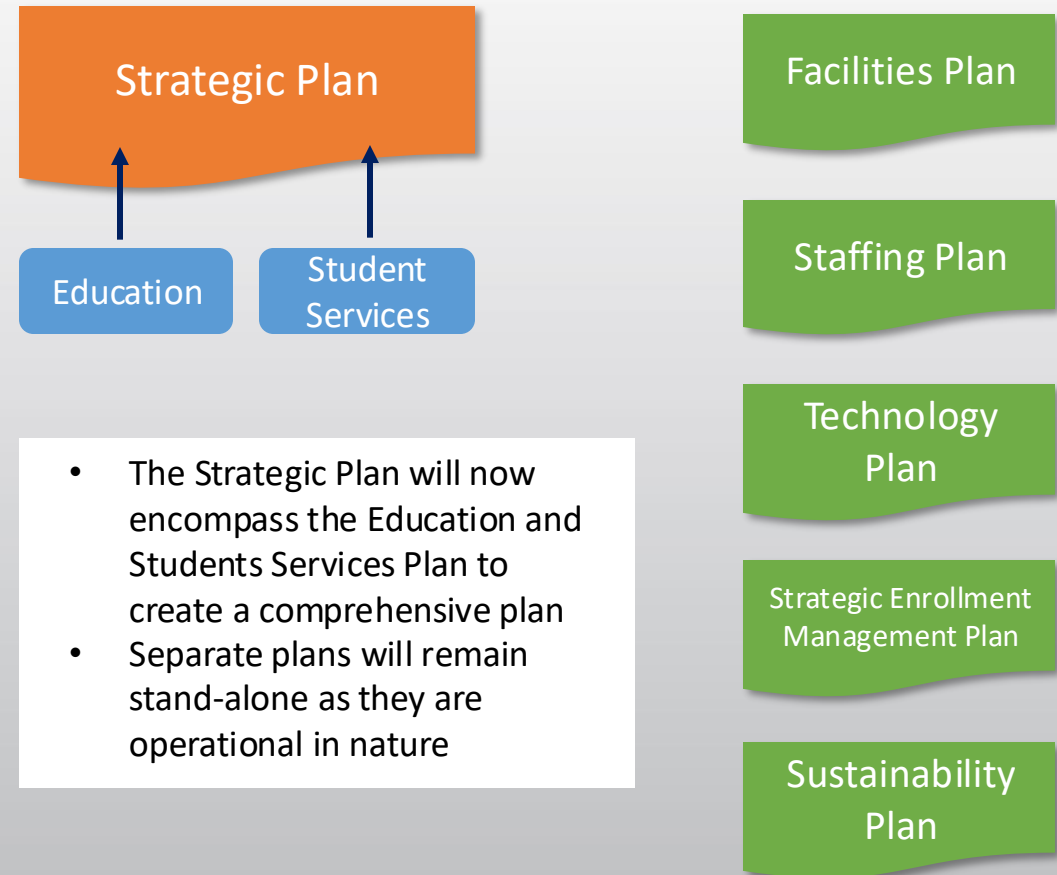 Strategic Plan
Education
Student
Services
• The Strategic Plan will now
encompass the Education and
Students Services Plan to
create a comprehensive plan
• Separate plans will remain
stand-alone as they are
operational in nature
Facilities Plan
Staffing Plan
Technology
Plan
Strategic Enrollment
Management Plan
Sustainability
Plan